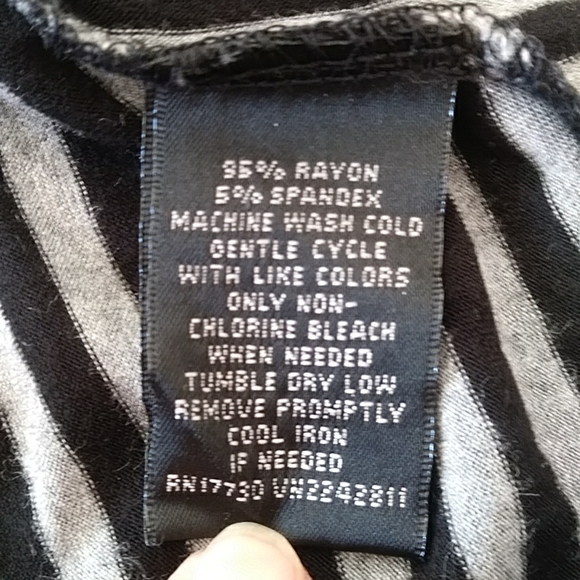 95% RAYON
5% SPANDEX
MACHINE WASH COLD
GENTLE CYCLE
WITH LIKE COLORS
ONLY NON-
CHLORINE BLEACH
WHEN NEEDED
TUMBLE DRY LOW
REMOVE PROMPTLY
COOL IRON
IF NEEDED
RN17730 VN2242811